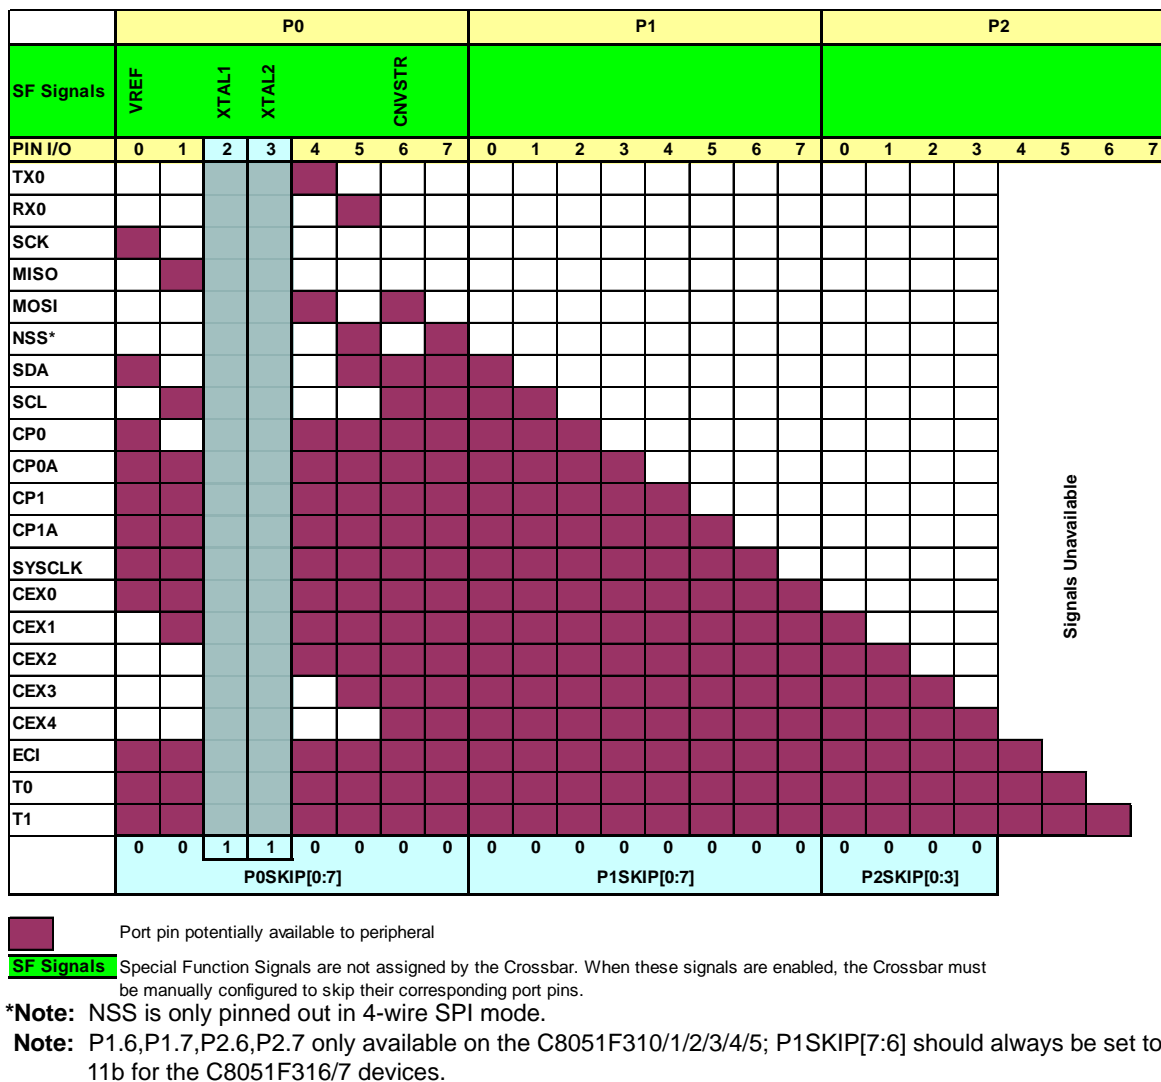 P0 P1 P2
SF Signals VREF XTAL1 XTAL2 CNVSTR
PIN I/O 0 1 2 3 4 5 6 7 0 1 2 3 4 5 6 7 0 1 2 3 4 5 6 7
TX0
RX0
SCK
MISO
MOSI
NSS*
SDA
SCL
CP0
CP0A
CP1
CP1A
SYSCLK
CEX0
CEX1
CEX2
CEX3
CEX4
ECI
T0
T1
Signals Unavailable
0 0 1 1 0 0 0 0 0 0 0 0 0 0 0 0 0 0 0 0
P0SKIP[0:7] P1SKIP[0:7] P2SKIP[0:3]
Port pin potentially available to peripheral
SF Signals Special Function Signals are not assigned by the Crossbar. When these signals are enabled, the Crossbar must
be manually configured to skip their corresponding port pins.
*Note: NSS is only pinned out in 4-wire SPI mode.
Note: P1.6,P1.7,P2.6,P2.7 only available on the C8051F310/1/2/3/4/5; P1SKIP[7:6] should always be set to
11b for the C8051F316/7 devices.